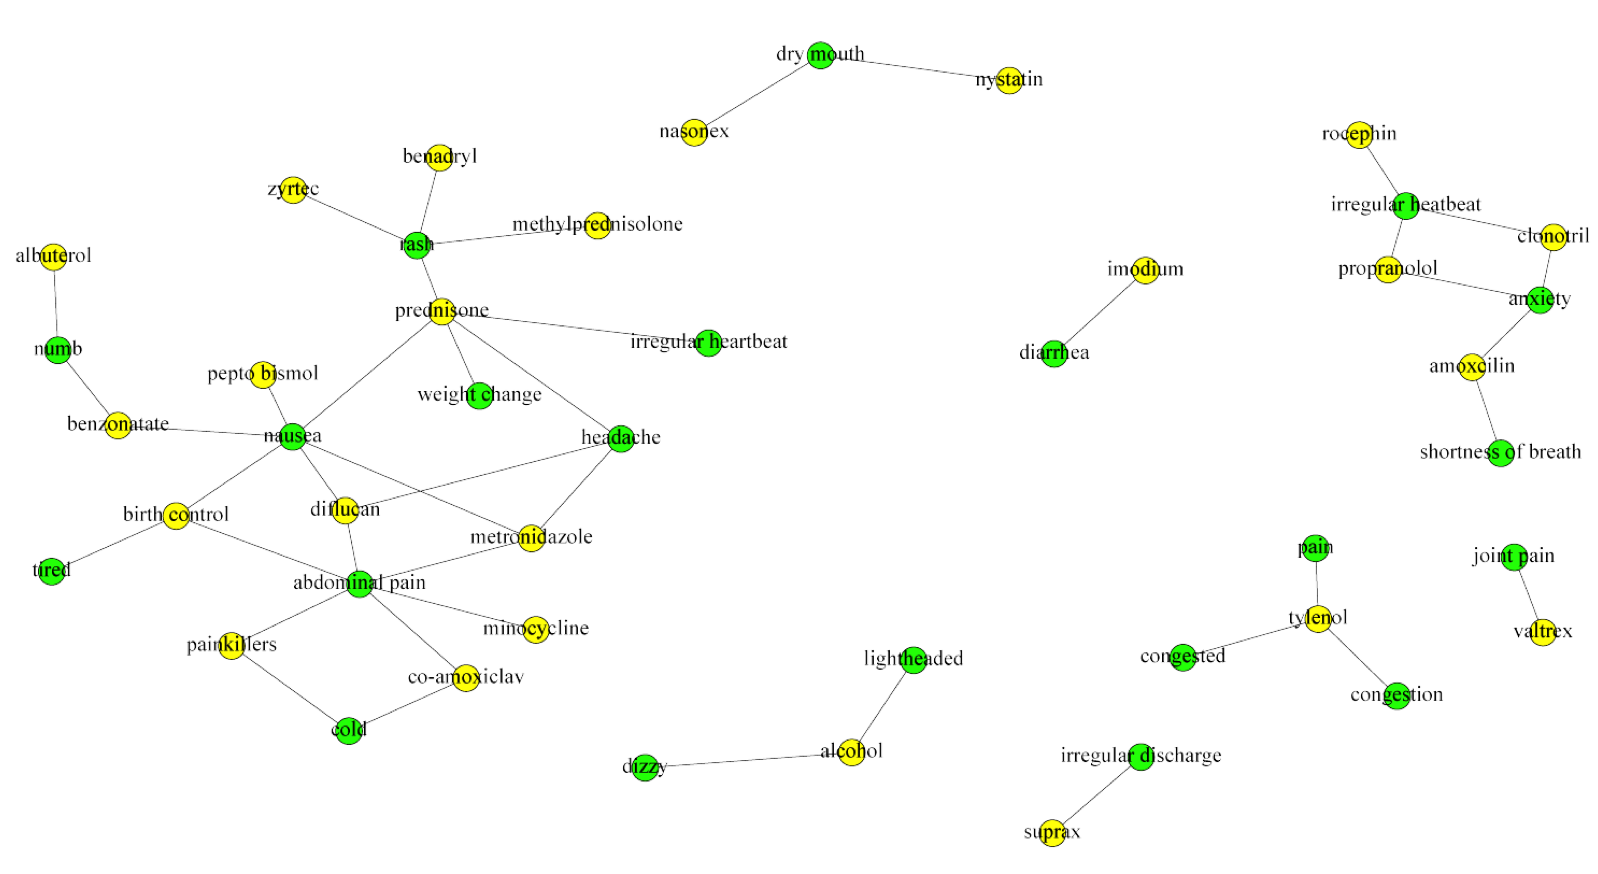 dry mouth
nystatin
nasonex
rocephin
benadryl
zyrtec
irregular heatbeat
methylprednisolone
clonotril
rash
albuterol
imodium
propranolol
anxiety
prednisone
irregular heartbeat
numb
diarrhea
pepto bismol
amoxcilin
weight change
benzonatate
nausea
headache
shortness of breath
birth control
diflucan
metronidazole
pain
joint pain
tired
abdominal pain
tylenol
minocycline
valtrex
painkillers
congested
lightheaded
co-amoxiclav
congestion
cold
alcohol
irregular discharge
dizzy
suprax